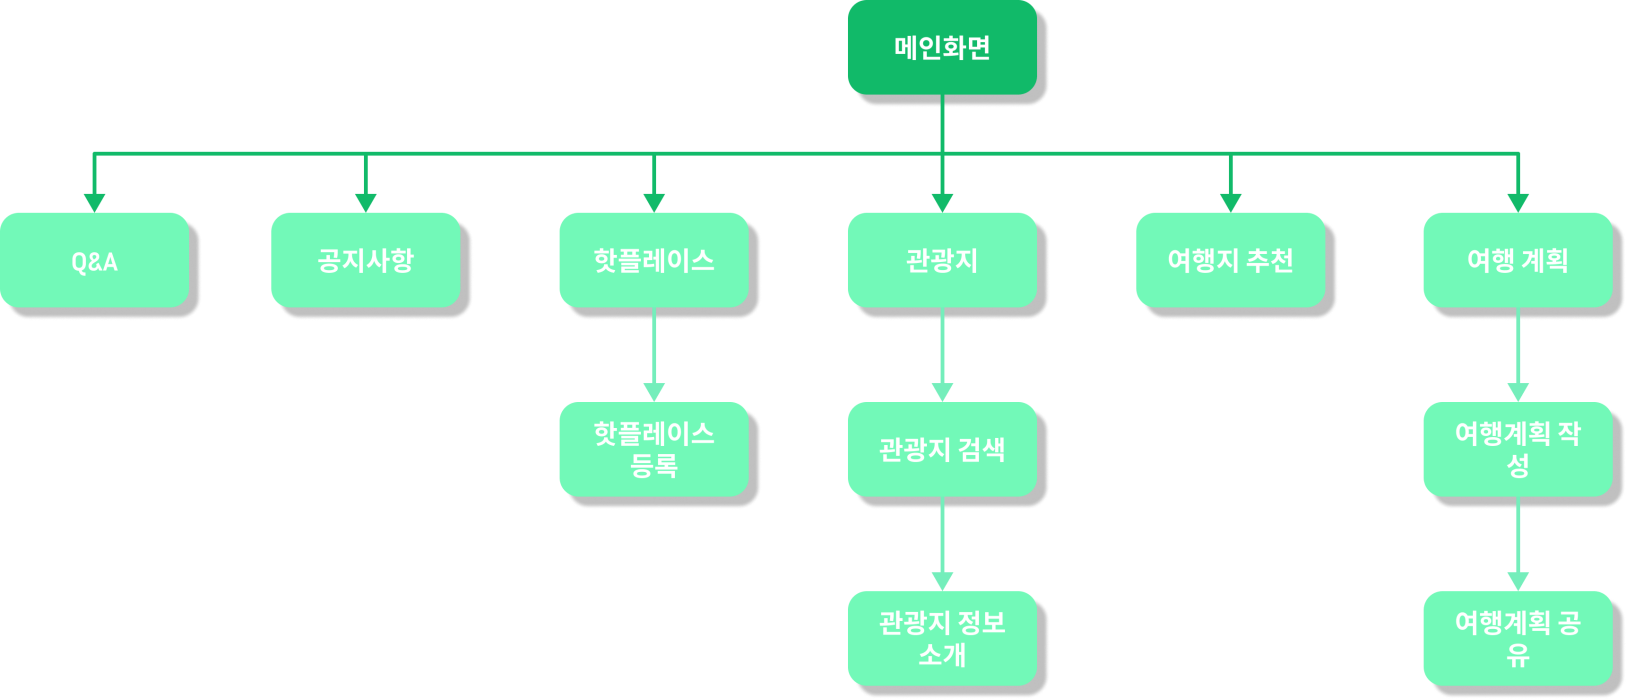 메인화면
Q&A
공지사항
핫플레이스
관광지
여행지 추천
여행 계획
핫플레이스
등록
관광지 검색
여행계획 작
성
관광지 정보
소개
여행계획 공
유